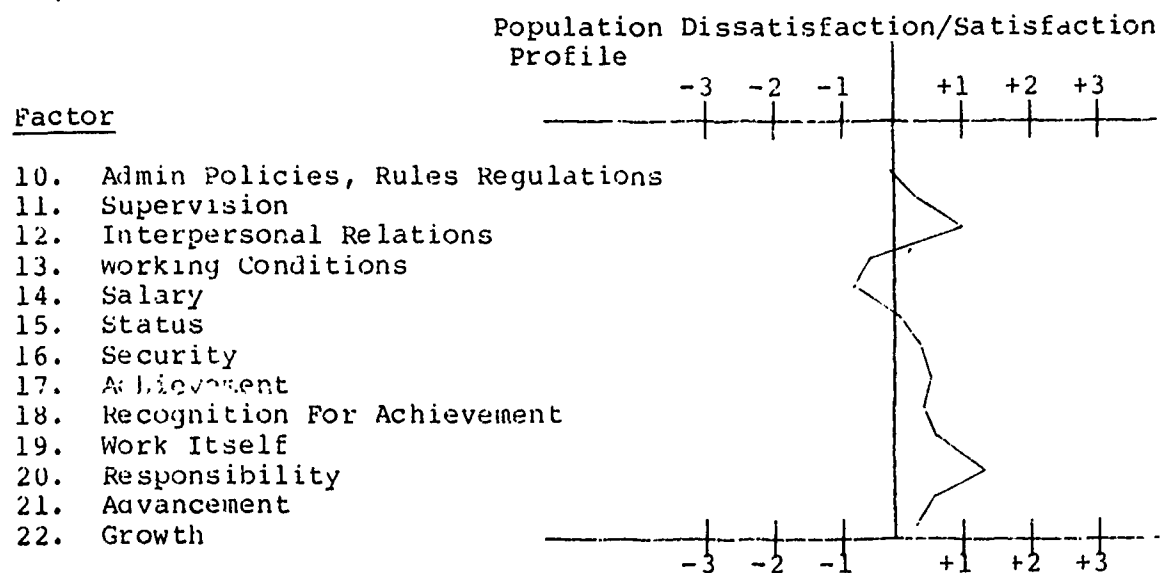 Population Dissatisfaction/Satisfaction
Profile
-3 -2 -1 +1 +2 +3
Factor
10. Admin Policies, Rules Regulations
11. Supervision
12. Interpersonal Relations
13. Working Conditions
14. Salary
15. Status
16. Security
17. Achievement
18. Recognition For Achievement
19. Work Itself
20. Responsibility
21. Advancement
22. Growth
-3 -2 -1 +1 +2 +3